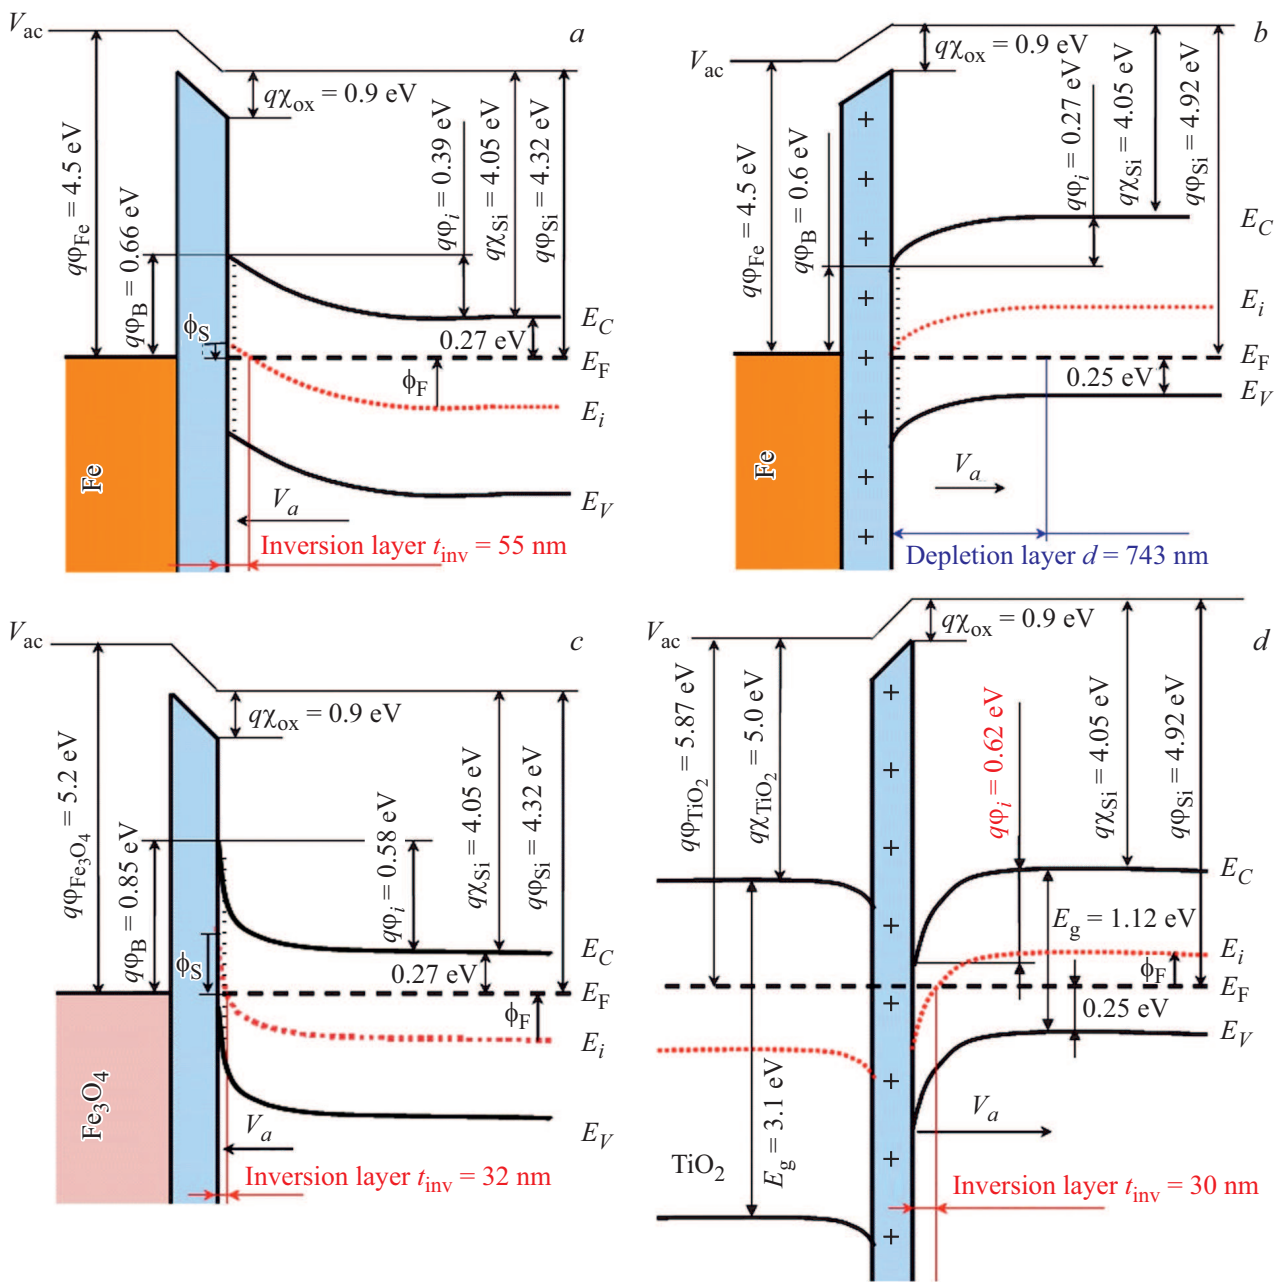 V_ac
a
qχ_ox = 0.9 eV
qφ_Fe = 4.5 eV
qφ_B = 0.66 eV
qφ_i = 0.39 eV
qχ_Si = 4.05 eV
qφ_Si = 4.32 eV
ϕ_S
E_C
0.27 eV
E_F
ϕ_F
E_i
Fe
V_a
E_V
Inversion layer t_inv = 55 nm
b
V_ac
qχ_ox = 0.9 eV
qφ_Fe = 4.5 eV
qφ_B = 0.6 eV
qφ_i = 0.27 eV
qχ_Si = 4.05 eV
qφ_Si = 4.92 eV
+
+
+
+
+
+
+
+
E_C
E_i
E_F
0.25 eV
E_V
Fe
V_a
Depletion layer d = 743 nm
V_ac
c
qχ_ox = 0.9 eV
qφ_Fe3O4 = 5.2 eV
qφ_B = 0.85 eV
qφ_i = 0.58 eV
qχ_Si = 4.05 eV
qφ_Si = 4.32 eV
ϕ_S
E_C
0.27 eV
E_F
ϕ_F
E_i
Fe3O4
V_a
E_V
Inversion layer t_inv = 32 nm
V_ac
qχ_ox = 0.9 eV
d
qφ_TiO2 = 5.87 eV
qχ_TiO2 = 5.0 eV
qφ_i = 0.62 eV
qχ_Si = 4.05 eV
qφ_Si = 4.92 eV
+
+
+
+
+
+
+
+
E_C
E_g = 1.12 eV
E_i
ϕ_F
E_F
0.25 eV
E_V
E_g = 3.1 eV
V_a
TiO2
Inversion layer t_inv = 30 nm